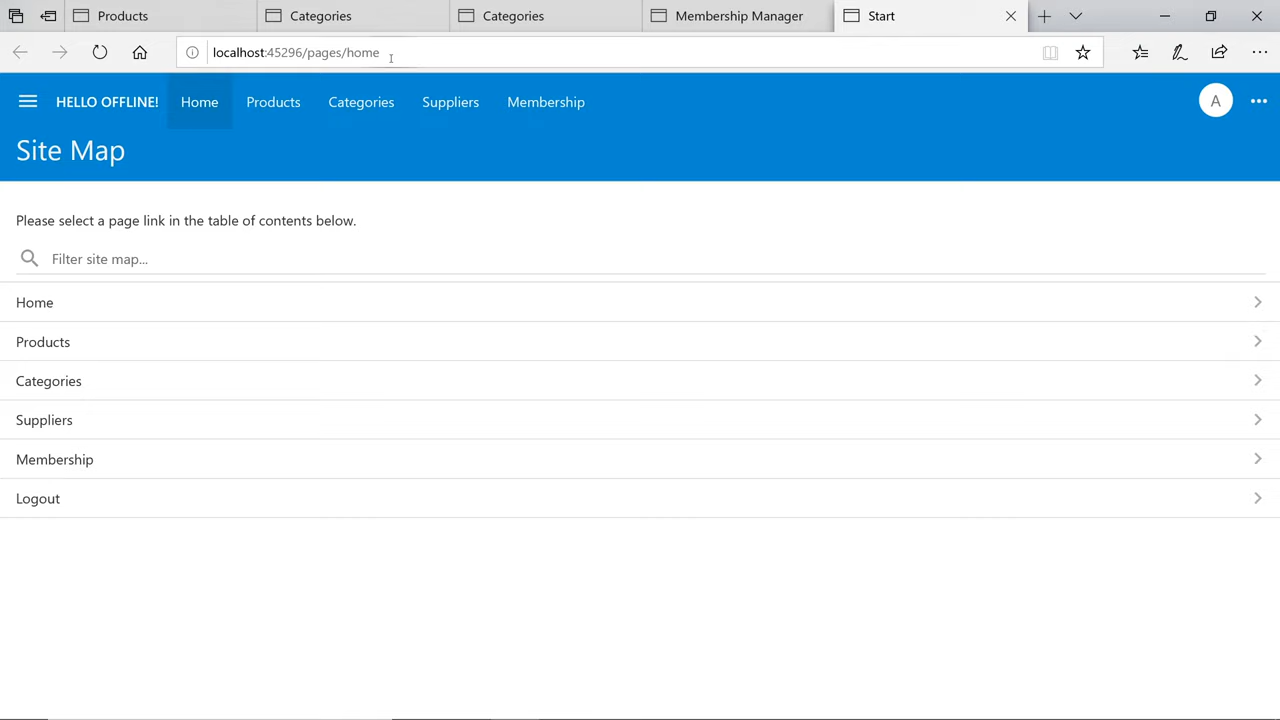 Products
Categories
Categories
Membership Manager
Start
localhost:45296/pages/home
HELLO OFFLINE!
Home
Products
Categories
Suppliers
Membership
A
Site Map
Please select a page link in the table of contents below.
Filter site map...
Home
Products
Categories
Suppliers
Membership
Logout